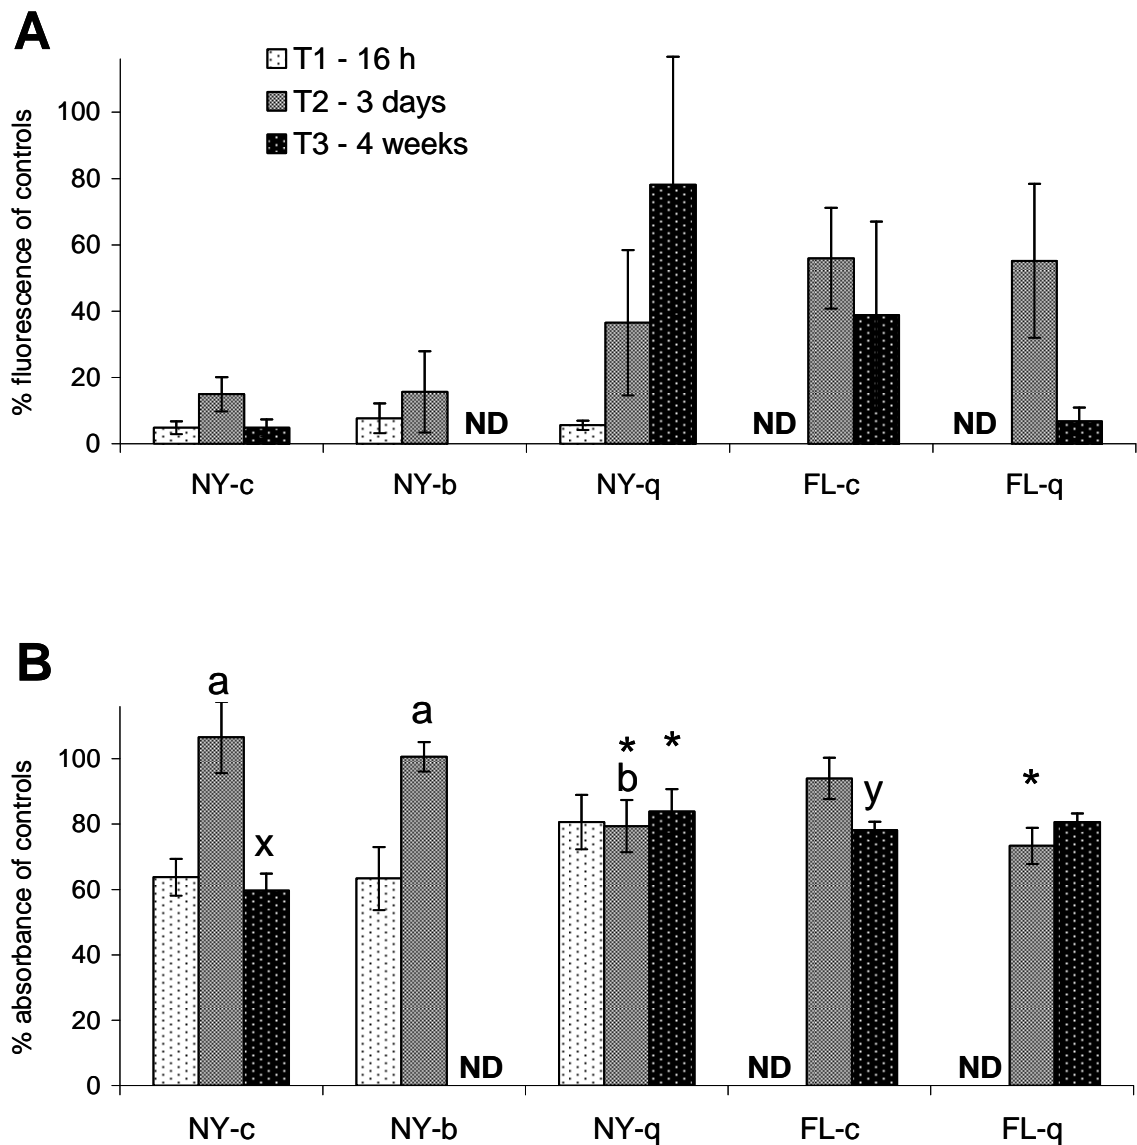 A
T1 - 16 h
T2 - 3 days
T3 - 4 weeks
% fluorescence of controls
100
80
60
40
20
0
ND
ND
ND
NY-c
NY-b
NY-q
FL-c
FL-q
B
% absorbance of controls
100
80
60
40
20
0
a
x
a
*
b
*
y
*
ND
ND
ND
NY-c
NY-b
NY-q
FL-c
FL-q